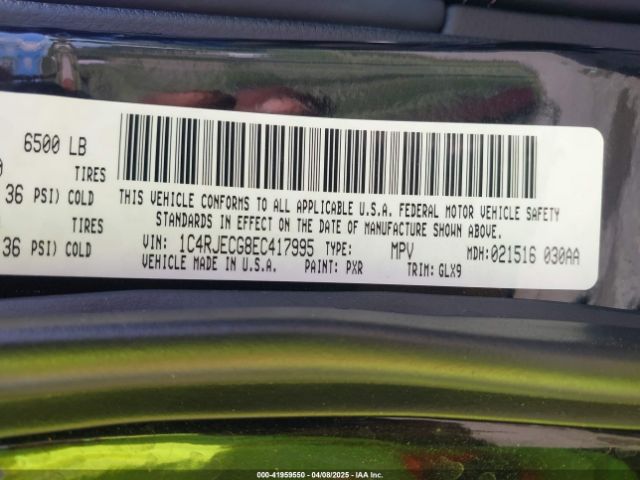 6500 LB
TIRES
36 PSI) COLD
TIRES
36 PSI) COLD
THIS VEHICLE CONFORMS TO ALL APPLICABLE U.S.A. FEDERAL MOTOR VEHICLE SAFETY
STANDARDS IN EFFECT ON THE DATE OF MANUFACTURE SHOWN ABOVE.
VIN: 1C4RJECG8EC417995 TYPE: MPV MDH:021516 030AA
VEHICLE MADE IN U.S.A. PAINT: PXR TRIM: GLX9
000-41959550 | 04/08/2025 | IAA Inc.